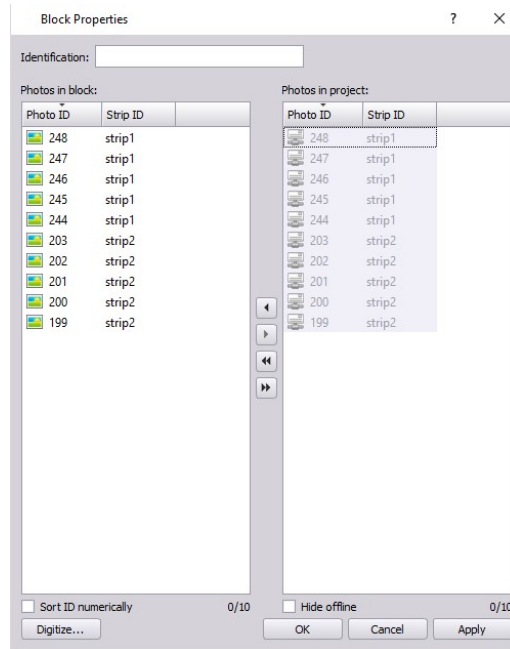 Block Properties ? ×
Identification:
Photos in block:
Photo ID Strip ID
248 strip1
247 strip1
246 strip1
245 strip1
244 strip1
203 strip2
202 strip2
201 strip2
200 strip2
199 strip2
Sort ID numerically 0/10
Digitize...
Photos in project:
Photo ID Strip ID
248 strip1
247 strip1
246 strip1
245 strip1
244 strip1
203 strip2
202 strip2
201 strip2
200 strip2
199 strip2
Hide offline 0/10
OK Cancel Apply